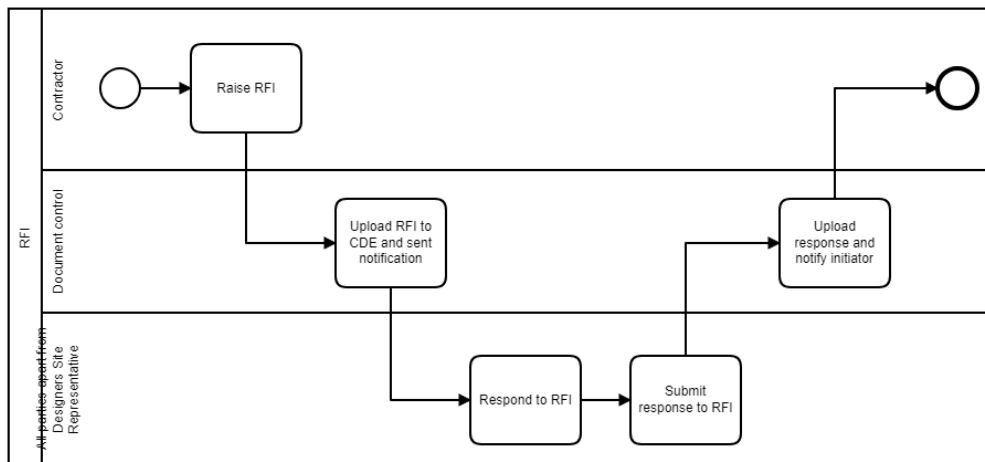 RFI
Contractor
Raise RFI
Document control
Upload RFI to
CDE and sent
notification
Upload
response and
notify initiator
All parties apart from
Designers Site
Representative
Respond to RFI
Submit
response to RFI